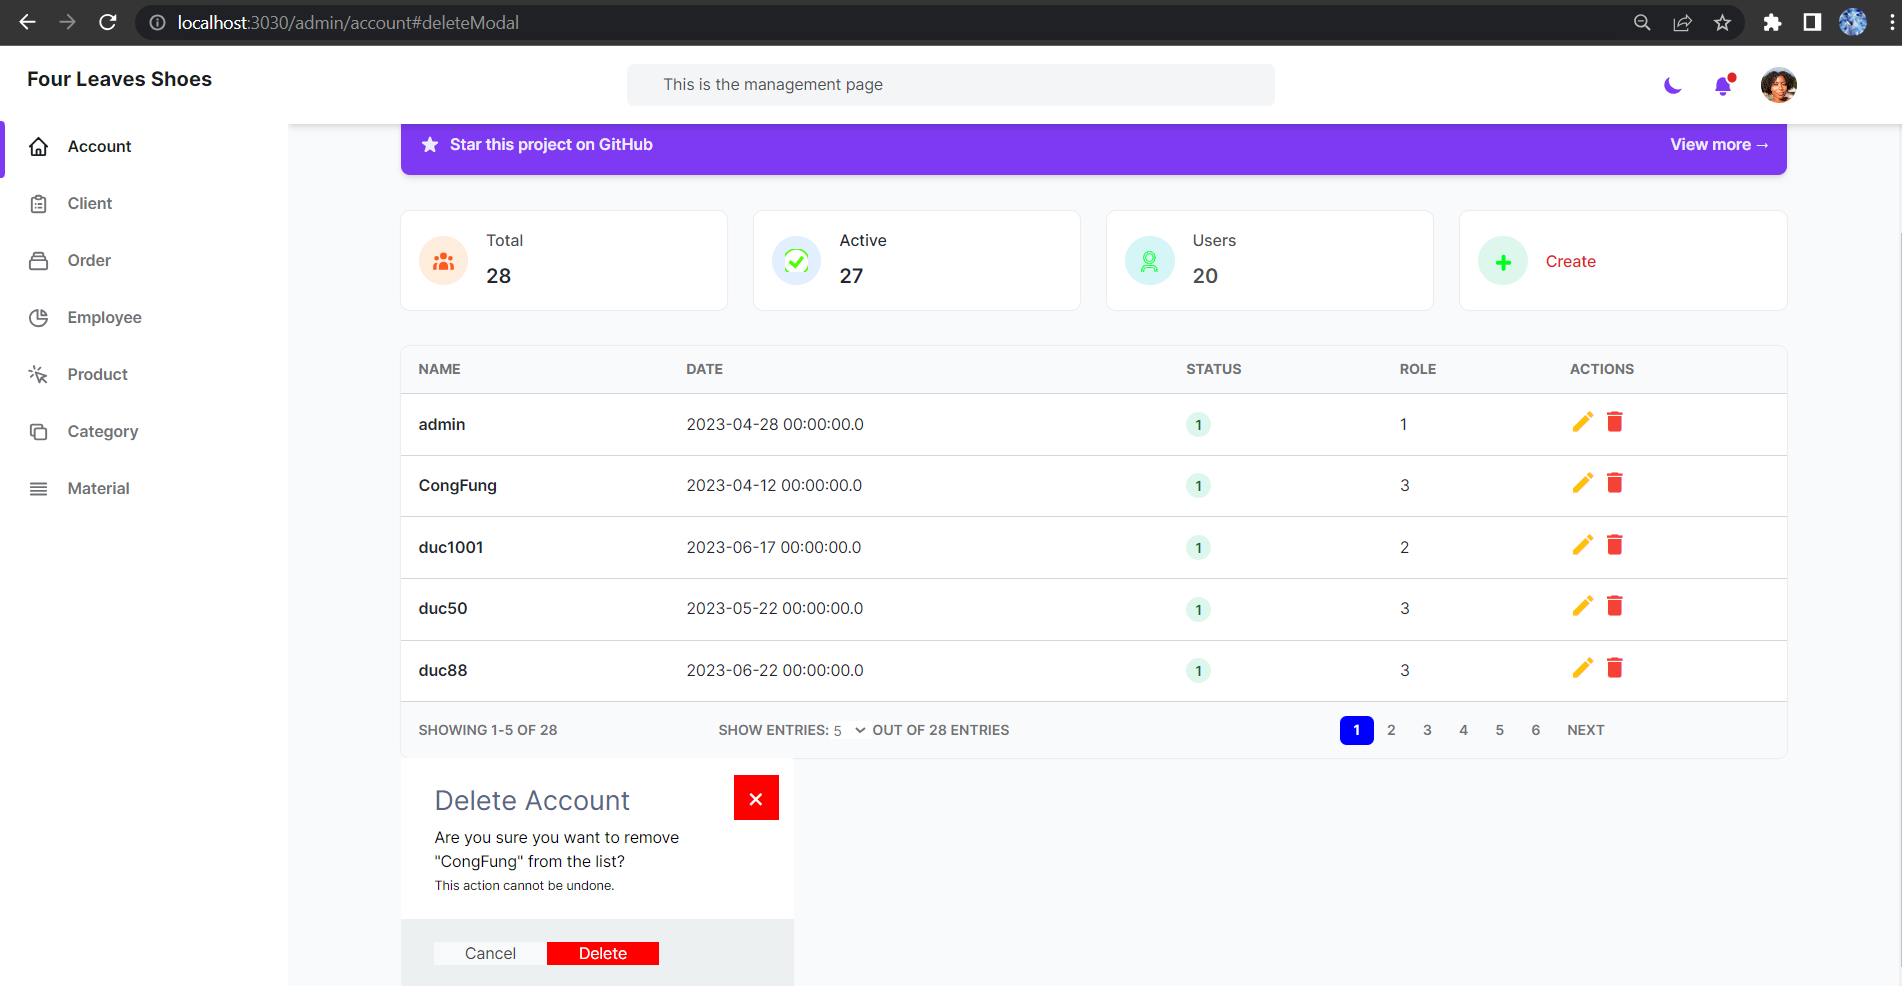 localhost:3030/admin/account#deleteModal
Four Leaves Shoes
This is the management page
Account
Client
Order
Employee
Product
Category
Material
Star this project on GitHub
View more →
Total
28
Active
27
Users
20
Create
NAME DATE STATUS ROLE ACTIONS
admin 2023-04-28 00:00:00.0 1 1
CongFung 2023-04-12 00:00:00.0 1 3
duc1001 2023-06-17 00:00:00.0 1 2
duc50 2023-05-22 00:00:00.0 1 3
duc88 2023-06-22 00:00:00.0 1 3
SHOWING 1-5 OF 28 SHOW ENTRIES: 5 OUT OF 28 ENTRIES 1 2 3 4 5 6 NEXT
Delete Account
Are you sure you want to remove
"CongFung" from the list?
This action cannot be undone.
Cancel Delete